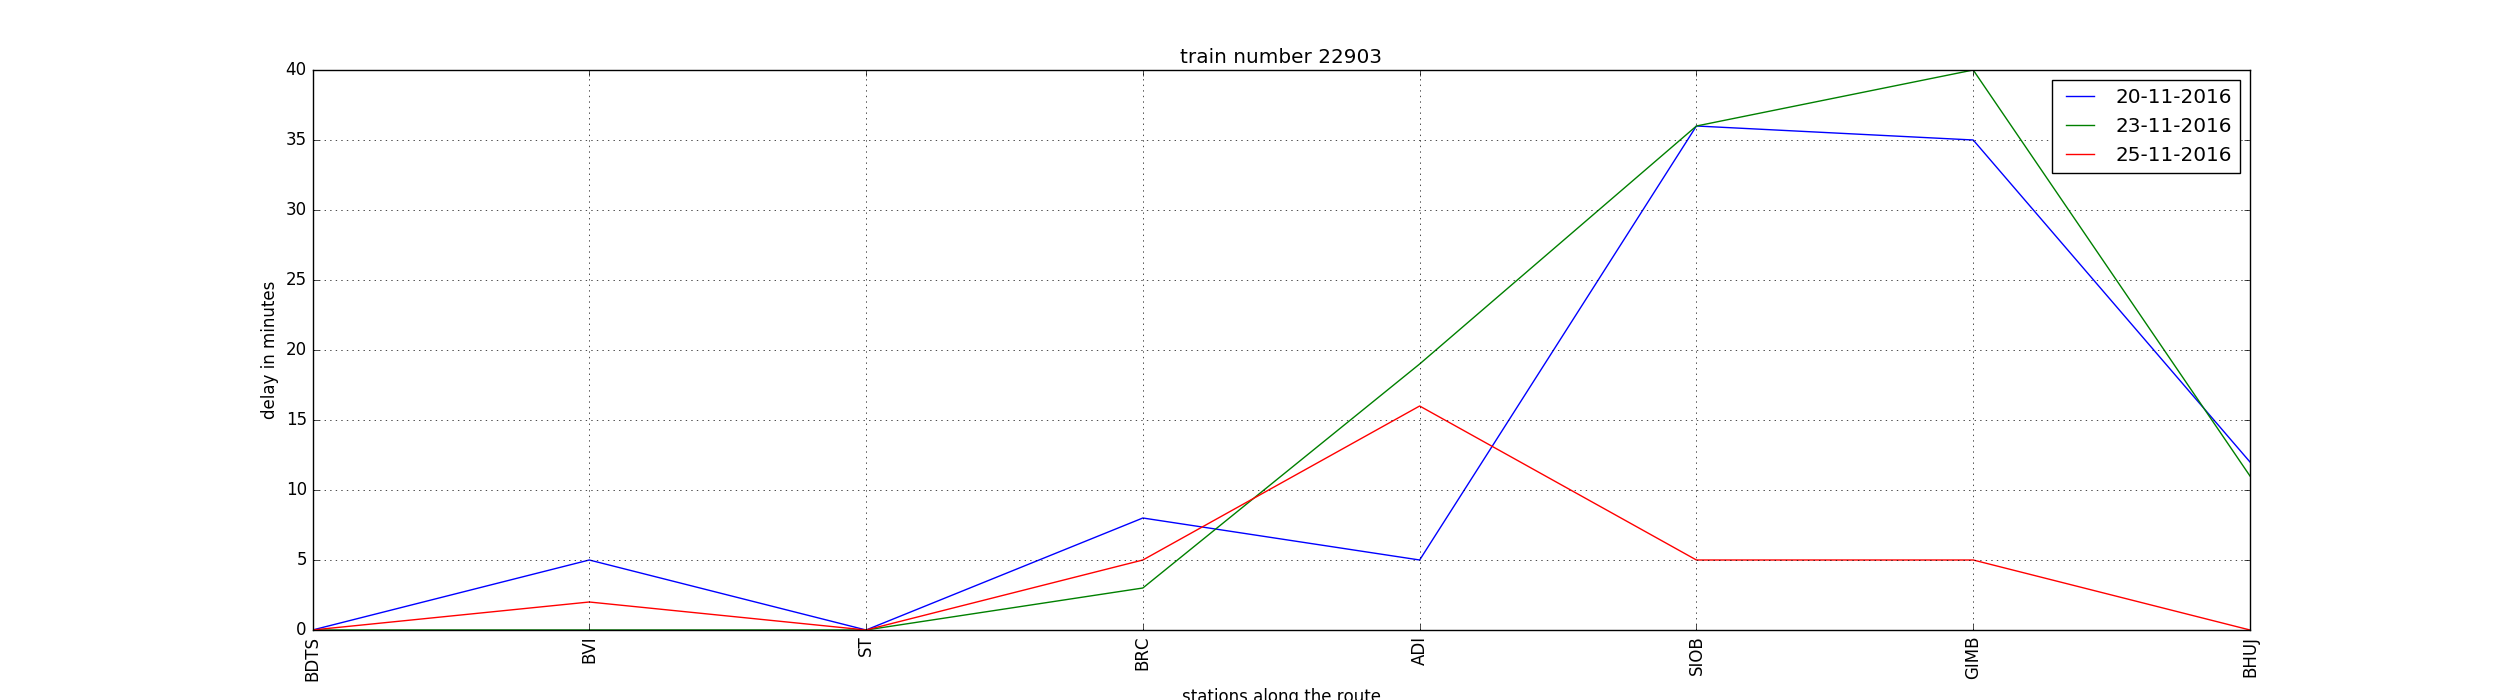 train number 22903
40
35
30
25
20
15
10
5
0
delay in minutes
20-11-2016
23-11-2016
25-11-2016
BDTS
BVI
ST
BRC
ADI
SIOB
GIMB
BHUJ
stations along the route